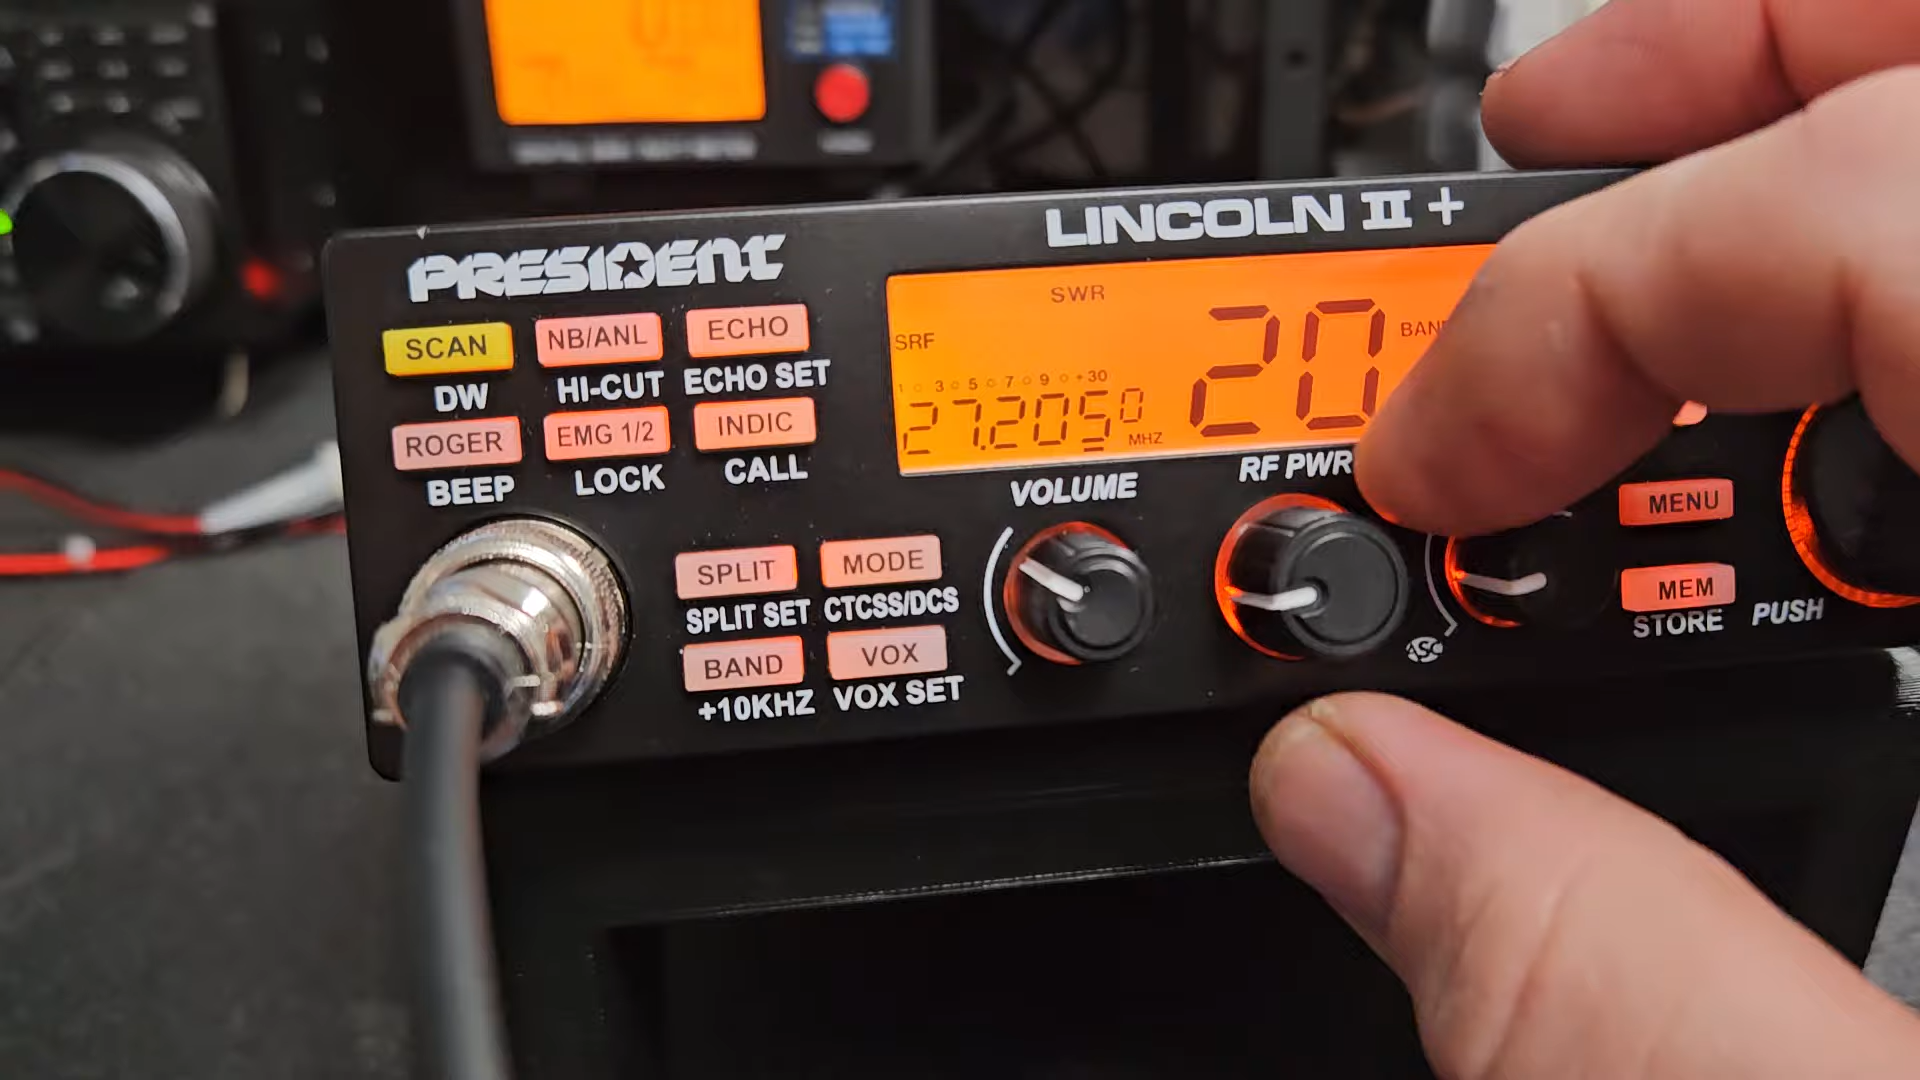 LINCOLN II +
PRESIDENT
SCAN
NB/ANL
ECHO
DW
HI-CUT
ECHO SET
ROGER
EMG 1/2
INDIC
BEEP
LOCK
CALL
SWR
SRF
20
1 3 5 7 9 +30
27.2050
MHZ
VOLUME
RF PWR
SPLIT
MODE
SPLIT SET
CTCSS/DCS
BAND
VOX
+10KHZ
VOX SET
ASC
MENU
MEM
STORE
PUSH